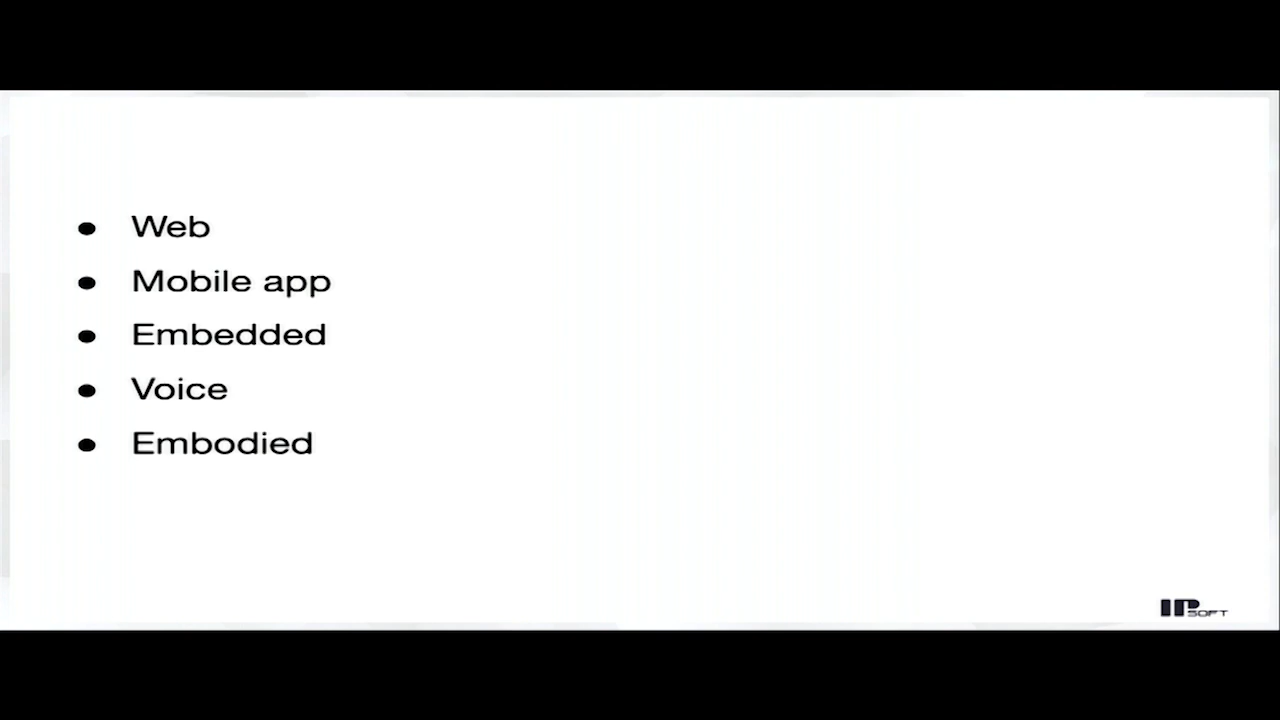 • Web
• Mobile app
• Embedded
• Voice
• Embodied
IPSOFT